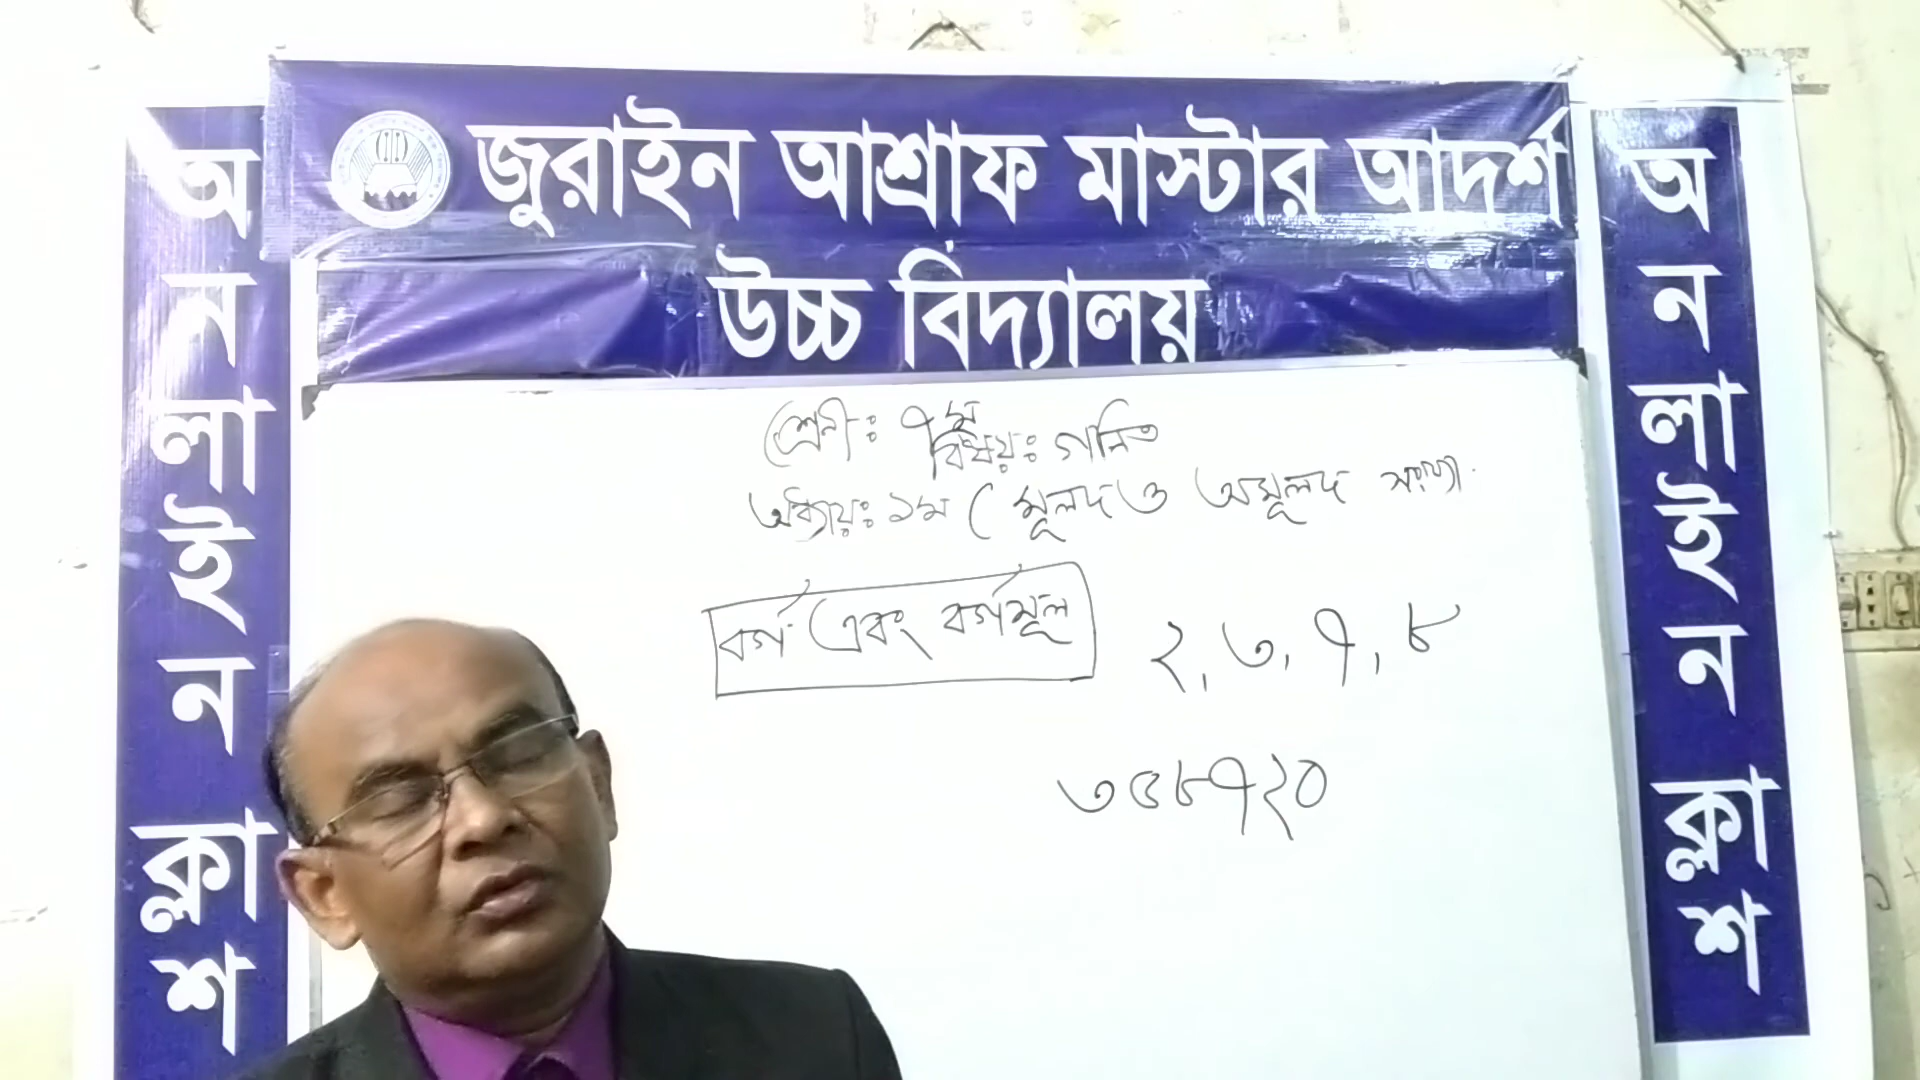 জুরাইন আশ্রাফ মাস্টার আদর্শ
উচ্চ বিদ্যালয়
অনলাইন ক্লাশ
শ্রেনী: ৭ম
বিষয়: গনিত
অধ্যায়: ১ম ( মূলদ ও অমূলদ সংখ্যা
বর্গ এবং বর্গমূল
২, ৩, ৭, ৮
৩৫৮৭২০
অনলাইন ক্লাশ